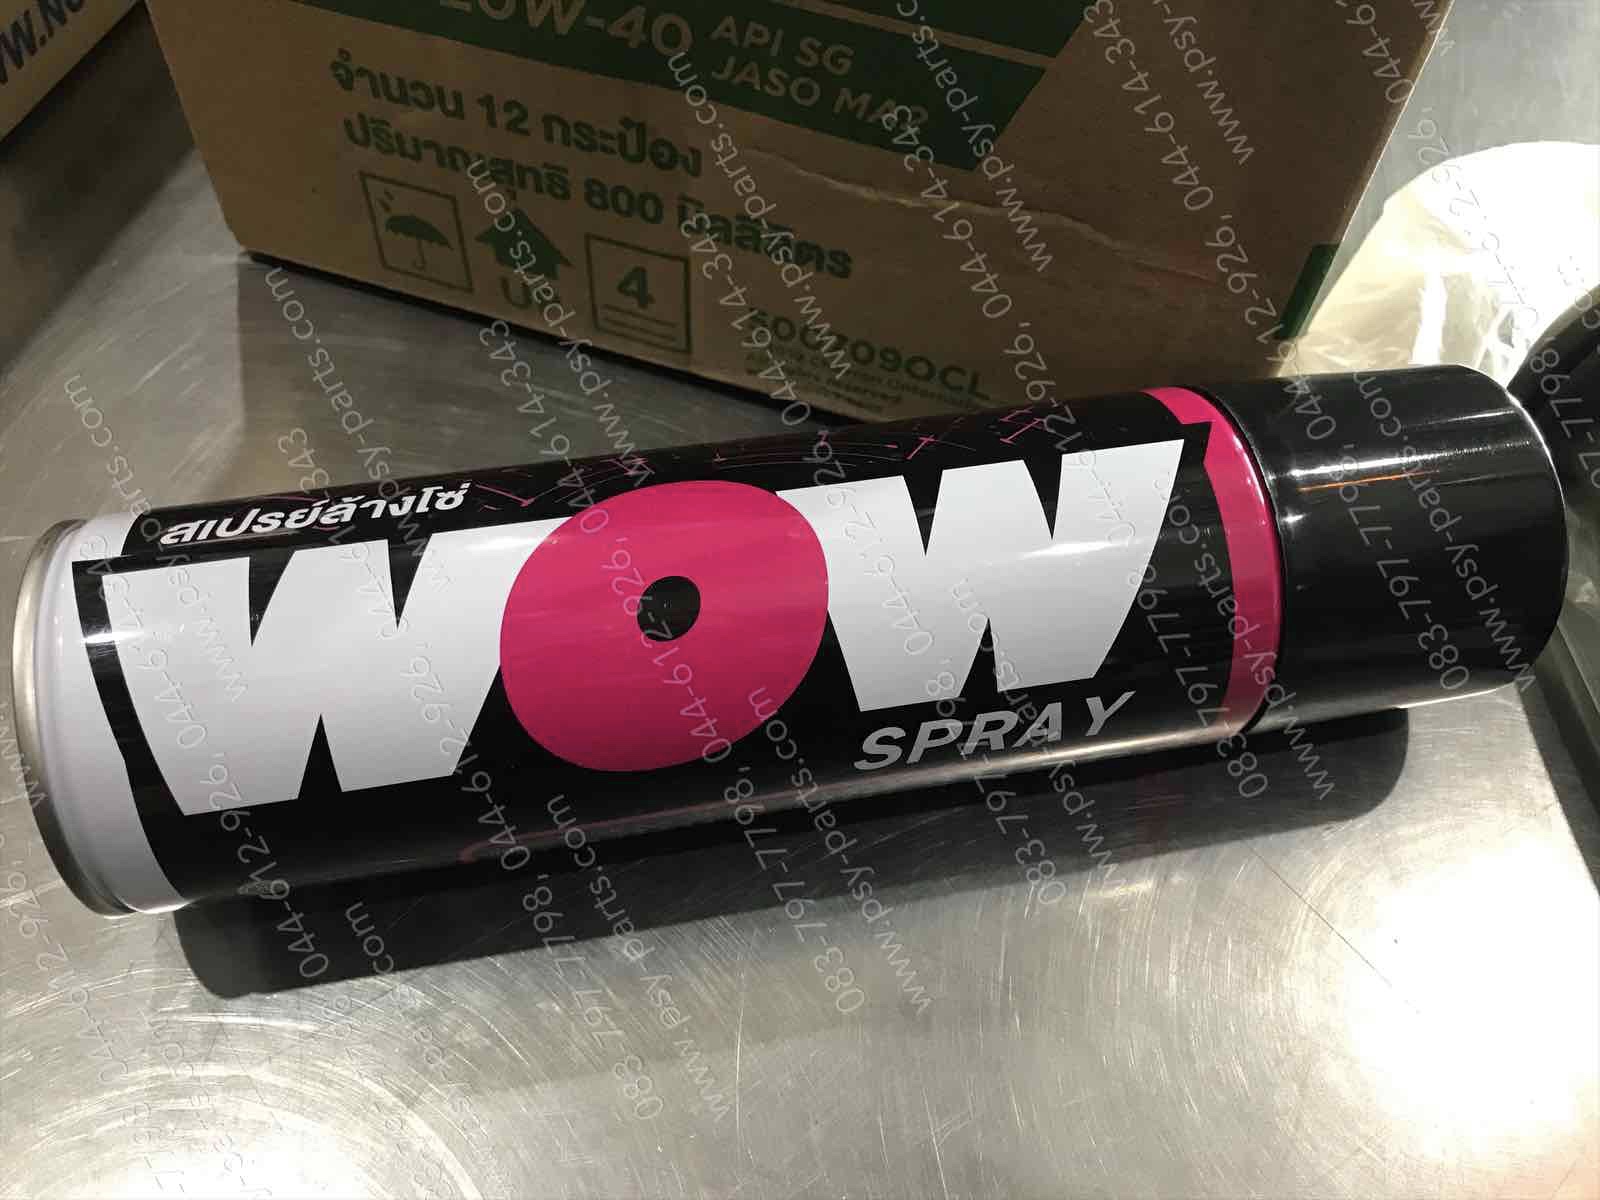 20W-40 API SG
JASO MA2
จำนวน 12 กระป๋อง
ปริมาณสุทธิ 800 มิลลิลิตร
UP
4
สเปรย์ล้างโซ่
WOW
SPRAY
www.psy-parts.com
044-612-926, 044-614-343
083-797-7798